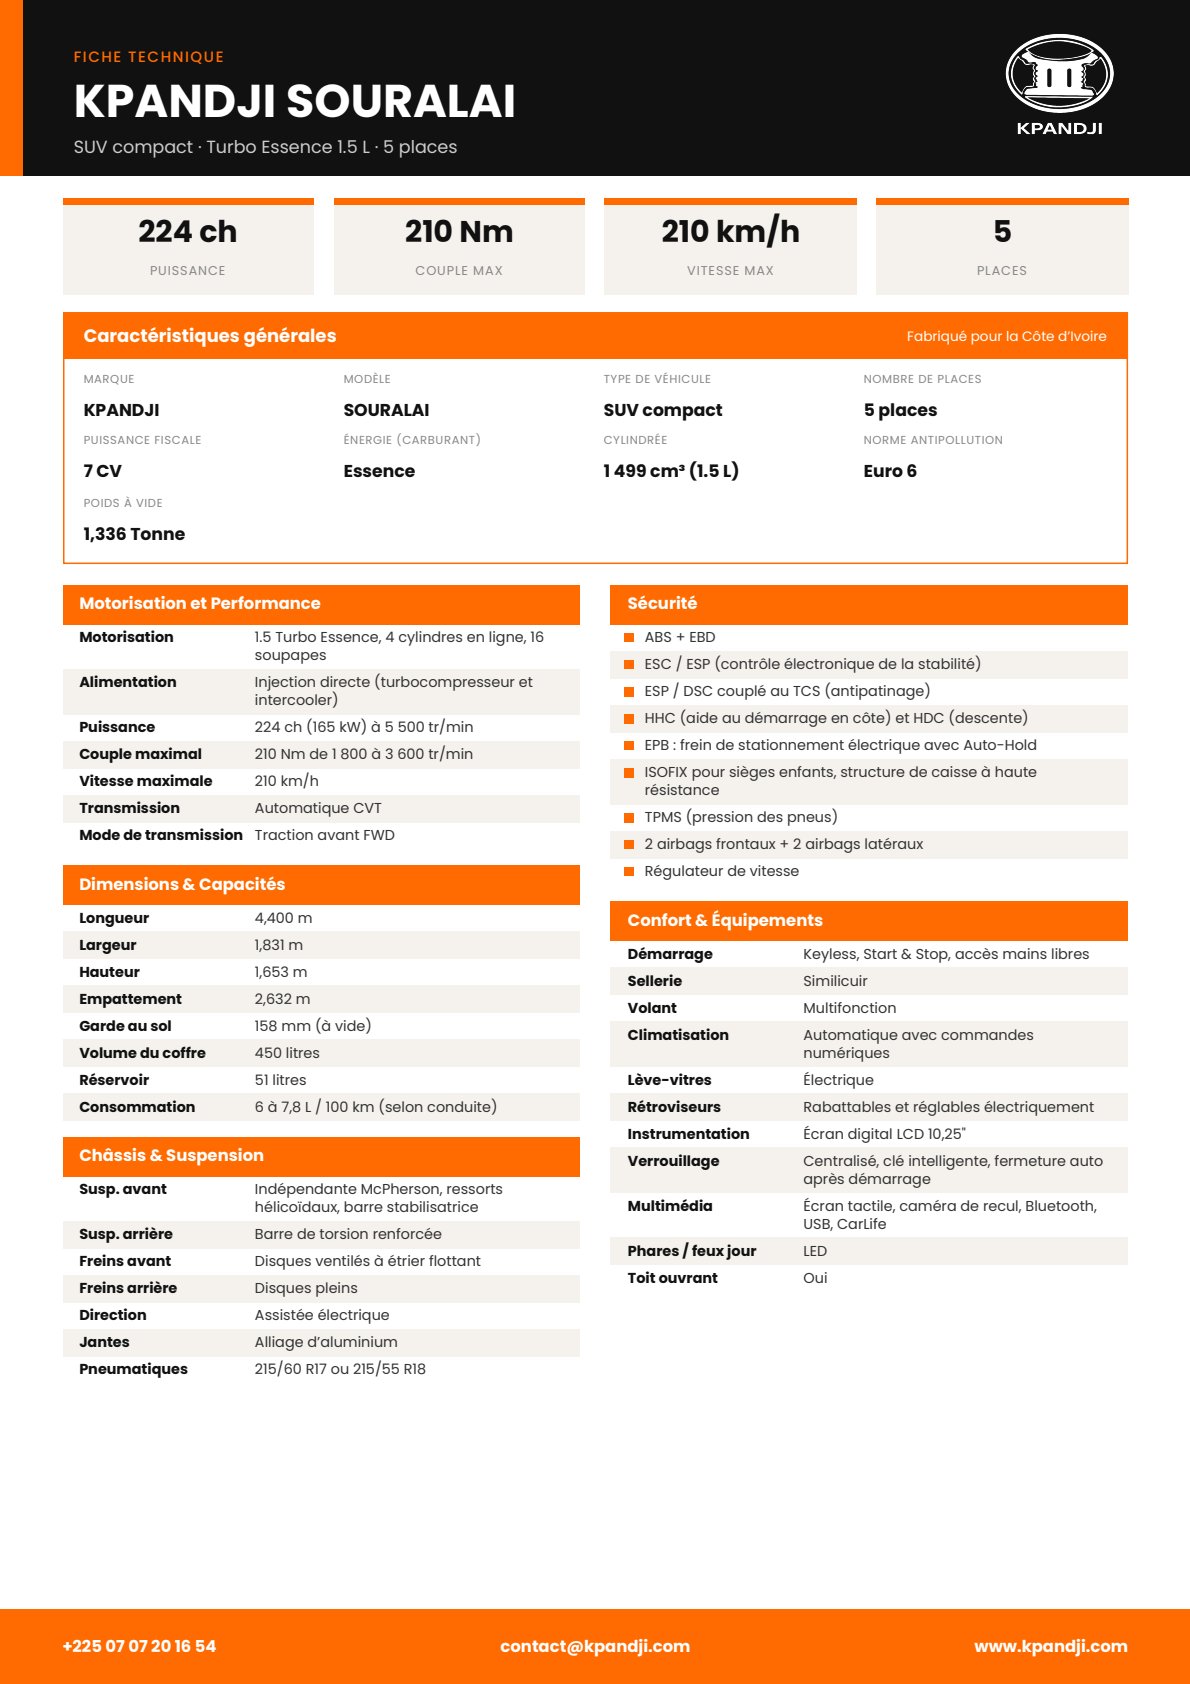 FICHE TECHNIQUE
KPANDJI SOURALAI
SUV compact · Turbo Essence 1.5 L · 5 places
KPANDJI
224 ch
PUISSANCE
210 Nm
COUPLE MAX
210 km/h
VITESSE MAX
5
PLACES
Caractéristiques générales
Fabriqué pour la Côte d'Ivoire
MARQUE
KPANDJI
MODÈLE
SOURALAI
TYPE DE VÉHICULE
SUV compact
NOMBRE DE PLACES
5 places
PUISSANCE FISCALE
7 CV
ÉNERGIE (CARBURANT)
Essence
CYLINDRÉE
1 499 cm³ (1.5 L)
NORME ANTIPOLLUTION
Euro 6
POIDS À VIDE
1,336 Tonne
Motorisation et Performance
Motorisation 1.5 Turbo Essence, 4 cylindres en ligne, 16
soupapes
Alimentation Injection directe (turbocompresseur et
intercooler)
Puissance 224 ch (165 kW) à 5 500 tr/min
Couple maximal 210 Nm de 1 800 à 3 600 tr/min
Vitesse maximale 210 km/h
Transmission Automatique CVT
Mode de transmission Traction avant FWD
Dimensions & Capacités
Longueur 4,400 m
Largeur 1,831 m
Hauteur 1,653 m
Empattement 2,632 m
Garde au sol 158 mm (à vide)
Volume du coffre 450 litres
Réservoir 51 litres
Consommation 6 à 7,8 L / 100 km (selon conduite)
Châssis & Suspension
Susp. avant Indépendante McPherson, ressorts
hélicoïdaux, barre stabilisatrice
Susp. arrière Barre de torsion renforcée
Freins avant Disques ventilés à étrier flottant
Freins arrière Disques pleins
Direction Assistée électrique
Jantes Alliage d'aluminium
Pneumatiques 215/60 R17 ou 215/55 R18
Sécurité
ABS + EBD
ESC / ESP (contrôle électronique de la stabilité)
ESP / DSC couplé au TCS (antipatinage)
HHC (aide au démarrage en côte) et HDC (descente)
EPB : frein de stationnement électrique avec Auto-Hold
ISOFIX pour sièges enfants, structure de caisse à haute
résistance
TPMS (pression des pneus)
2 airbags frontaux + 2 airbags latéraux
Régulateur de vitesse
Confort & Équipements
Démarrage Keyless, Start & Stop, accès mains libres
Sellerie Similicuir
Volant Multifonction
Climatisation Automatique avec commandes
numériques
Lève-vitres Électrique
Rétroviseurs Rabattables et réglables électriquement
Instrumentation Écran digital LCD 10,25"
Verrouillage Centralisé, clé intelligente, fermeture auto
après démarrage
Multimédia Écran tactile, caméra de recul, Bluetooth,
USB, CarLife
Phares / feux jour LED
Toit ouvrant Oui
+225 07 07 20 16 54
contact@kpandji.com
www.kpandji.com